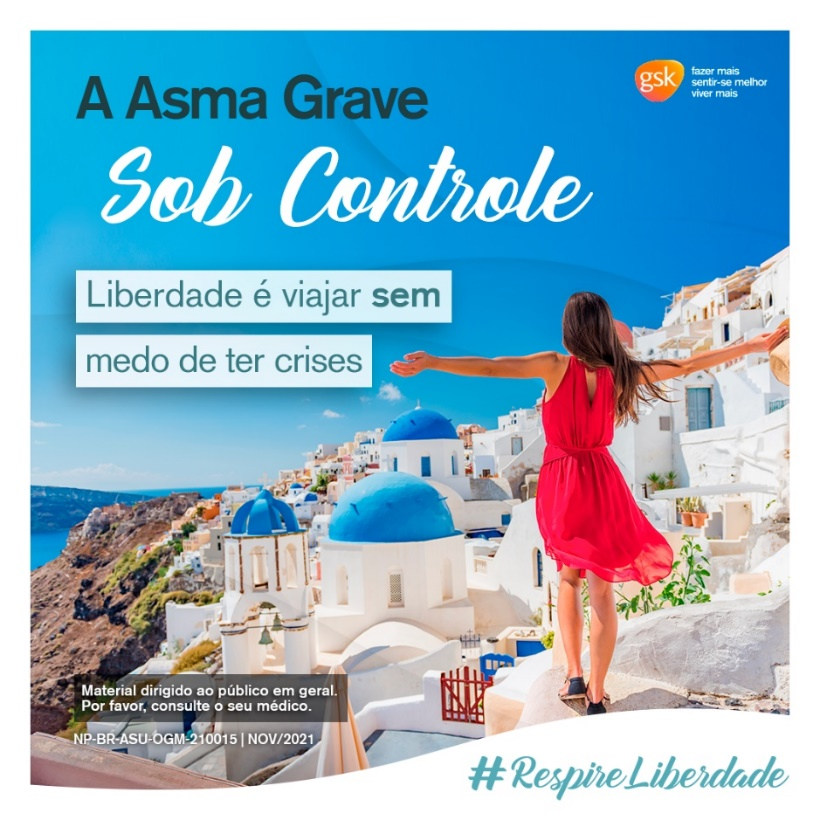 A Asma Grave
Sob Controle
gsk
fazer mais
sentir-se melhor
viver mais
Liberdade é viajar sem
medo de ter crises
Material dirigido ao público em geral.
Por favor, consulte o seu médico.
NP-BR-ASU-OGM-210015 | NOV/2021
#RespireLiberdade